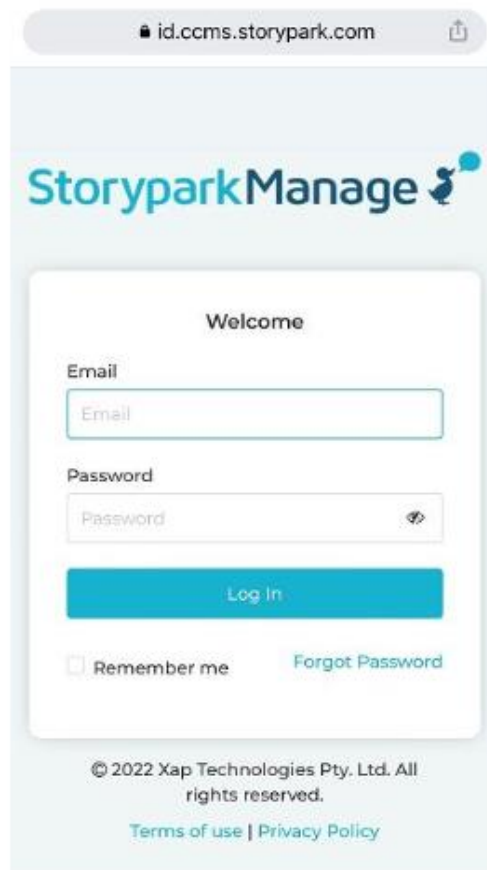 id.ccms.storypark.com
StoryparkManage
Welcome
Email
Email
Password
Password
Log In
Remember me
Forgot Password
© 2022 Xap Technologies Pty. Ltd. All
rights reserved.
Terms of use | Privacy Policy